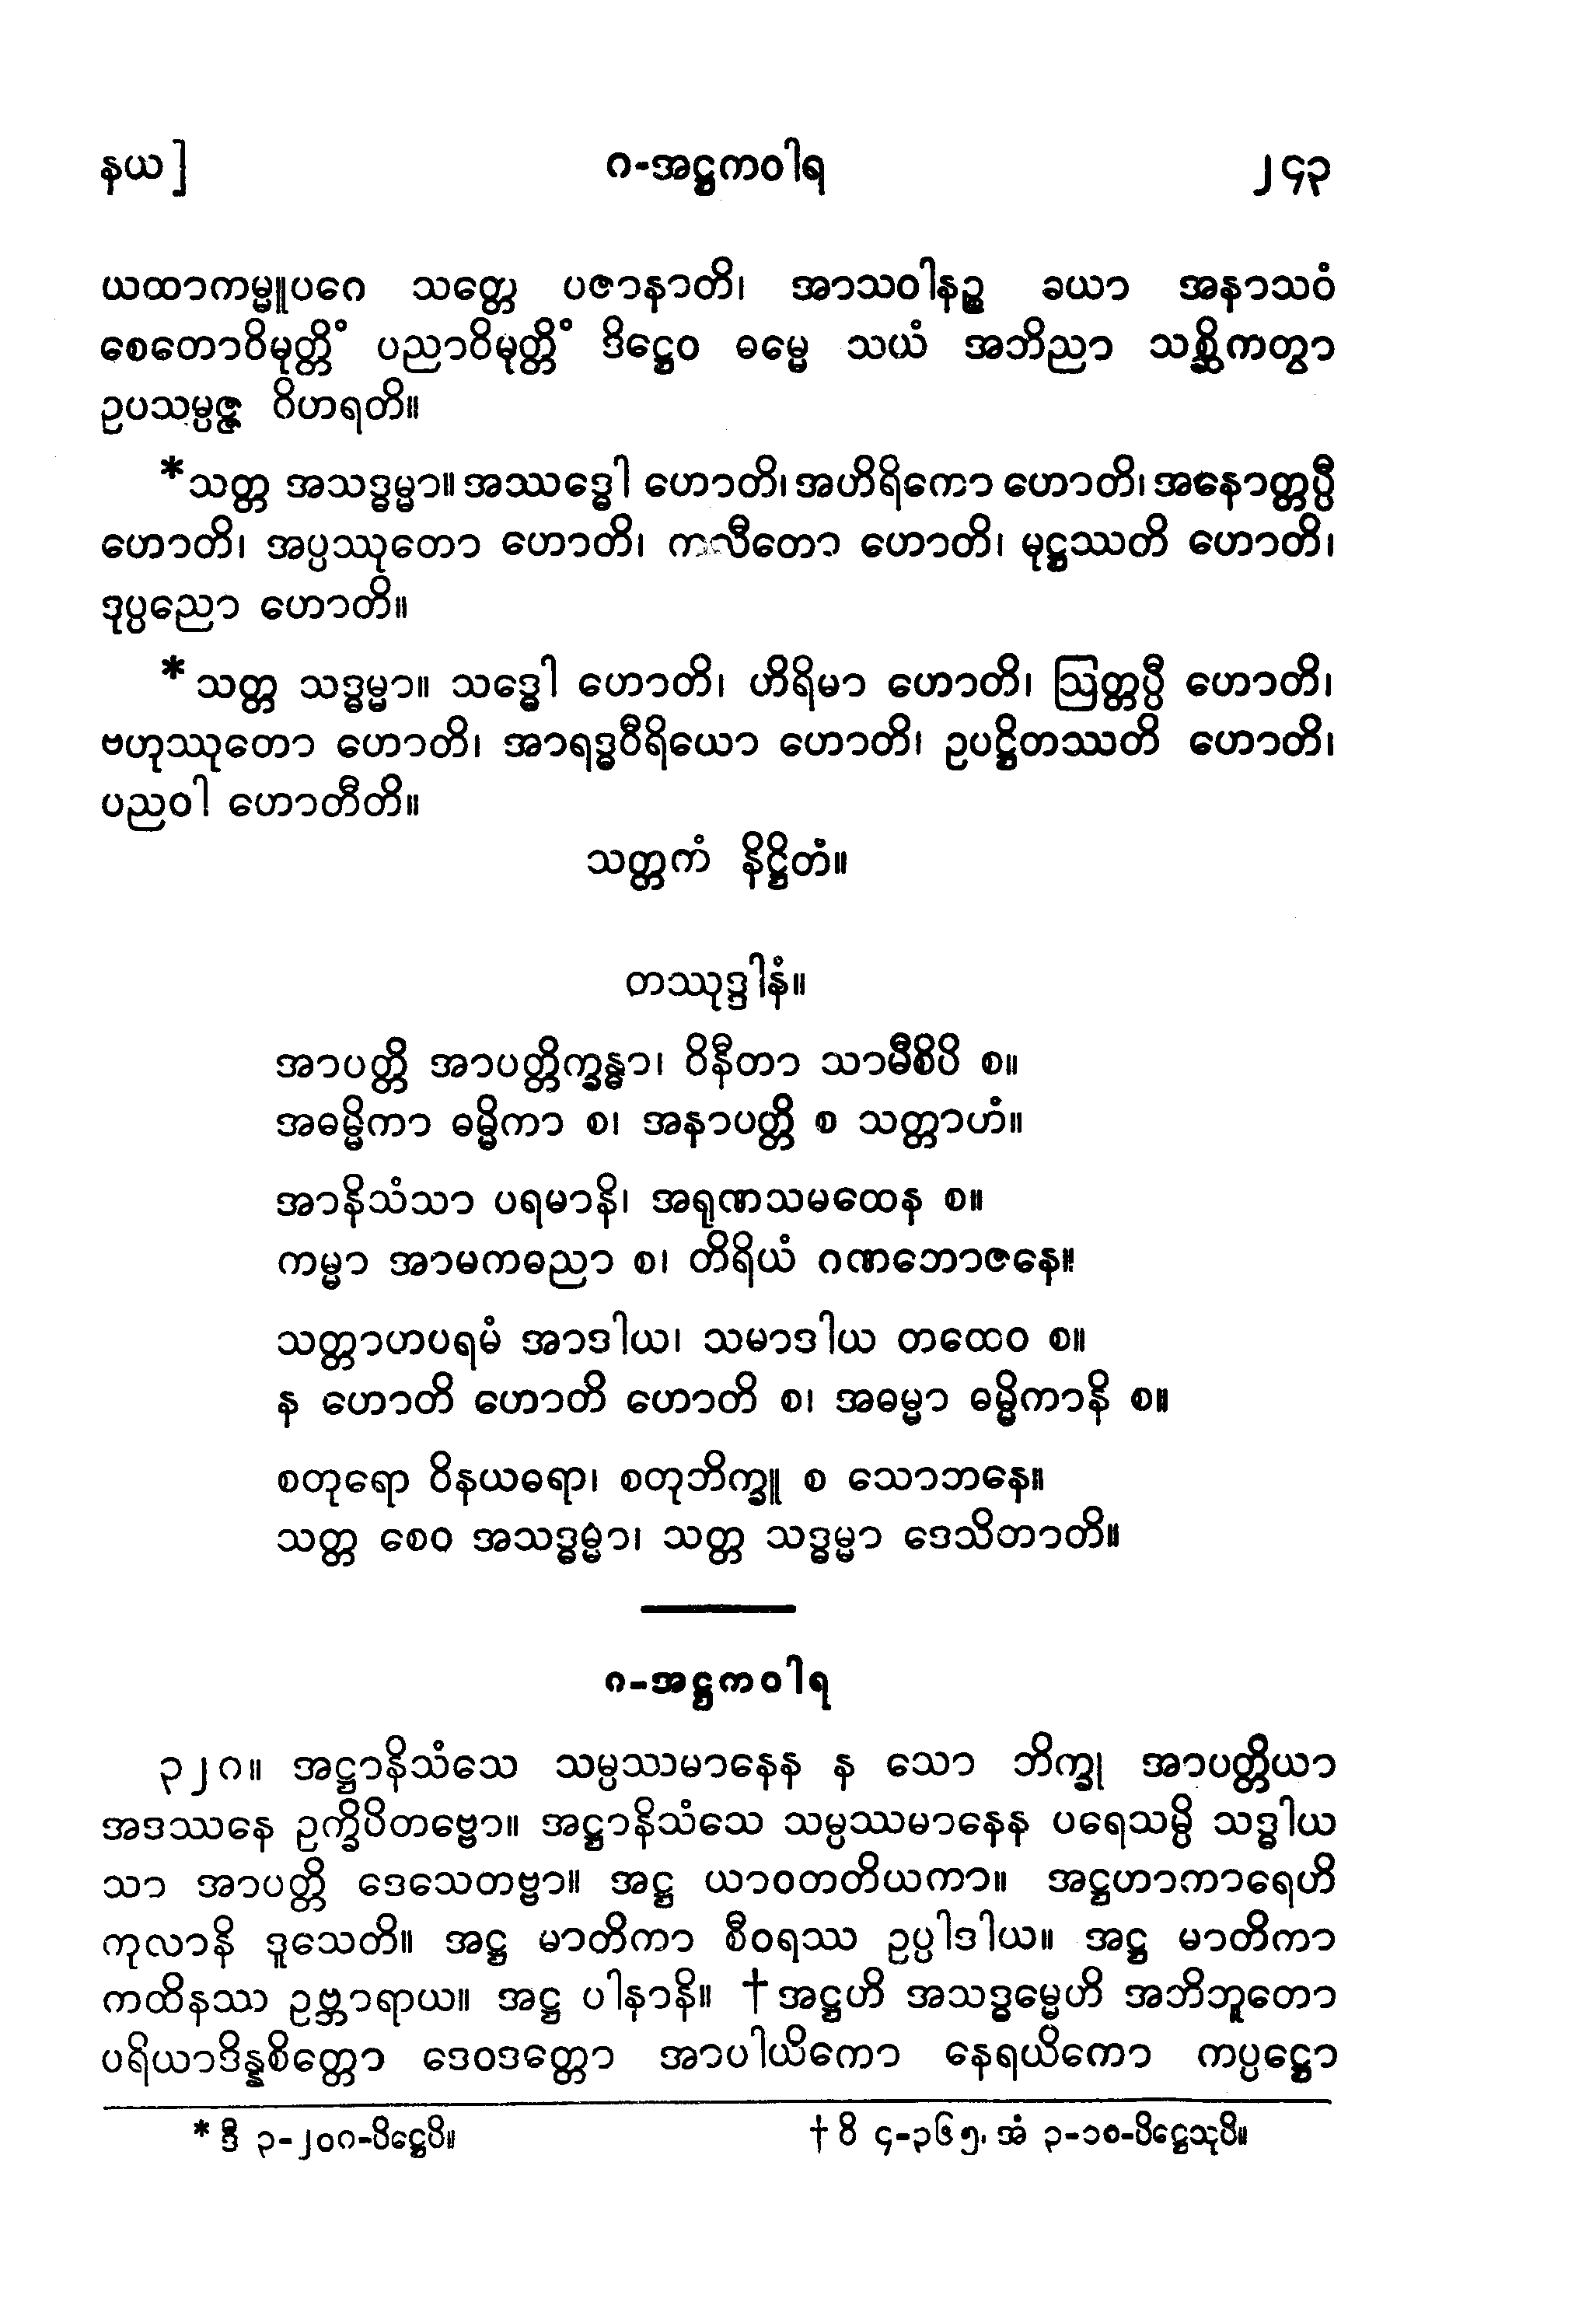 နယ]
ဂ-အဋ္ဌကဝါရ
၂၄၃
ယထာကမ္မူပဂေ သတ္တေ ပဇာနာတိ၊ အာသဝါနဉ္စ ခယာ အနာသဝံ
စေတောဝိမုတ္တိံ ပညာဝိမုတ္တိံ ဒိဋ္ဌေဝ ဓမ္မေ သယံ အဘိညာ သစ္ဆိကတွာ
ဥပသမ္ပဇ္ဇ ဝိဟရတိ။
*သတ္တ အသဒ္ဓမ္မာ။ အဿဒ္ဓေါ ဟောတိ၊ အဟိရိကော ဟောတိ၊ အနောတ္တပ္ပီ
ဟောတိ၊ အပ္ပဿုတော ဟောတိ၊ ကုသီတော ဟောတိ၊ မုဋ္ဌဿတိ ဟောတိ၊
ဒုပ္ပညော ဟောတိ။
* သတ္တ သဒ္ဓမ္မာ။ သဒ္ဓေါ ဟောတိ၊ ဟိရိမာ ဟောတိ၊ ဩတ္တပ္ပီ ဟောတိ၊
ဗဟုဿုတော ဟောတိ၊ အာရဒ္ဓဝီရိယော ဟောတိ၊ ဥပဋ္ဌိတဿတိ ဟောတိ၊
ပညဝါ ဟောတီတိ။
သတ္တကံ နိဋ္ဌိတံ။
တဿုဒ္ဒါနံ။
အာပတ္တိ အာပတ္တိက္ခန္ဓာ၊ ဝိနီတာ သာမီစိပိ စ။
အဓမ္မိကာ ဓမ္မိကာ စ၊ အနာပတ္တိ စ သတ္တာဟံ။
အာနိသံသာ ပရမာနိ၊ အရုဏသမထေန စ။
ကမ္မာ အာမကဓညာ စ၊ တိရိယံ ဂဏဘောဇနေ။
သတ္တာဟပရမံ အာဒါယ၊ သမာဒါယ တထေဝ စ။
န ဟောတိ ဟောတိ ဟောတိ စ၊ အဓမ္မာ ဓမ္မိကာနိ စ။
စတုရော ဝိနယဓရာ၊ စတုဘိက္ခူ စ သောဘနေ။
သတ္တ စေဝ အသဒ္ဓမ္မာ၊ သတ္တ သဒ္ဓမ္မာ ဒေသိတာတိ။
ဂ-အဋ္ဌကဝါရ
၃၂ဂ။ အဋ္ဌာနိသံသေ သမ္ပဿမာနေန န သော ဘိက္ခု အာပတ္တိယာ
အဒဿနေ ဥက္ခိပိတဗ္ဗော။ အဋ္ဌာနိသံသေ သမ္ပဿမာနေန ပရေသမ္ပိ သဒ္ဓါယ
သာ အာပတ္တိ ဒေသေတဗ္ဗာ။ အဋ္ဌ ယာဝတတိယကာ။ အဋ္ဌဟာကာရေဟိ
ကုလာနိ ဒူသေတိ။ အဋ္ဌ မာတိကာ စီဝရဿ ဥပ္ပါဒါယ။ အဋ္ဌ မာတိကာ
ကထိနဿ ဥဗ္ဘာရာယ။ အဋ္ဌ ပါနာနိ။ †အဋ္ဌဟိ အသဒ္ဓမ္မေဟိ အဘိဘူတော
ပရိယာဒိန္နစိတ္တော ဒေဝဒတ္တော အာပါယိကော နေရယိကော ကပ္ပဋ္ဌော
* ဒီ ၃-၂၀ဂ-ပိဋ္ဌေပိ။
† ဝိ ၄-၃၆၅၊ အံ ၃-၁၀-ပိဋ္ဌေသုပိ။